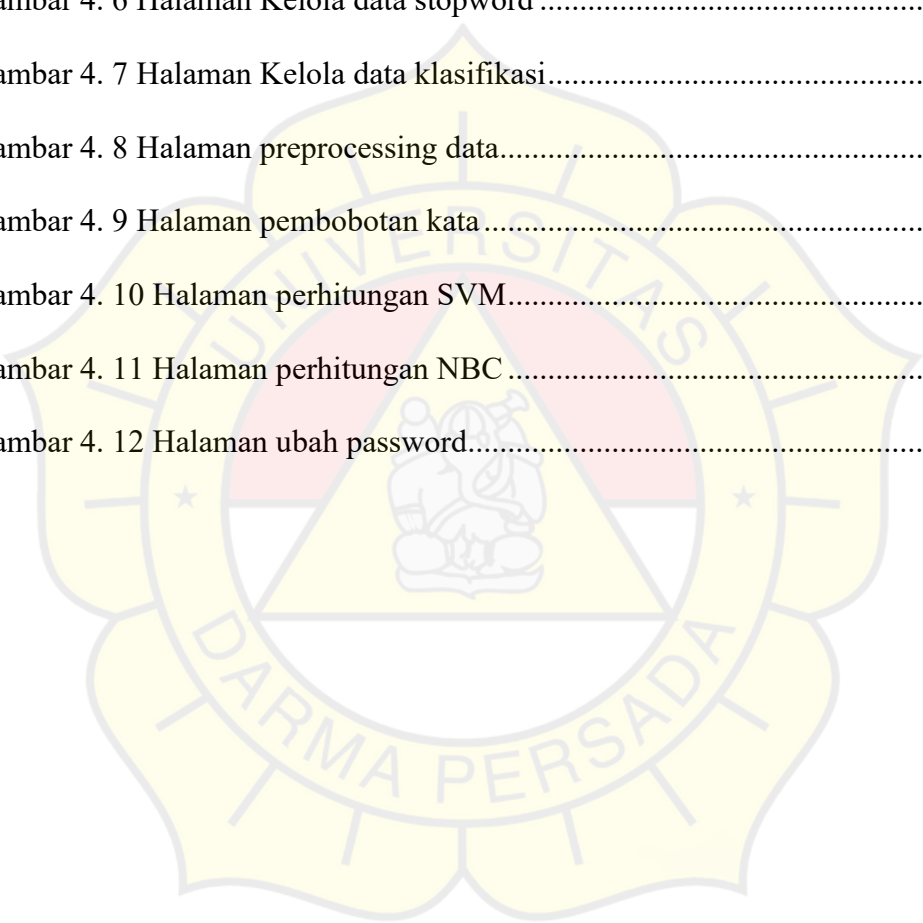 ambar 4. 6 Halaman Kelola data stopword ..........................................................
ambar 4. 7 Halaman Kelola data klasifikasi..........................................................
ambar 4. 8 Halaman preprocessing data..........................................................
ambar 4. 9 Halaman pembobotan kata ..........................................................
ambar 4. 10 Halaman perhitungan SVM..........................................................
ambar 4. 11 Halaman perhitungan NBC ..........................................................
ambar 4. 12 Halaman ubah password..........................................................
UNIVERSITAS
DARMA PERSADA